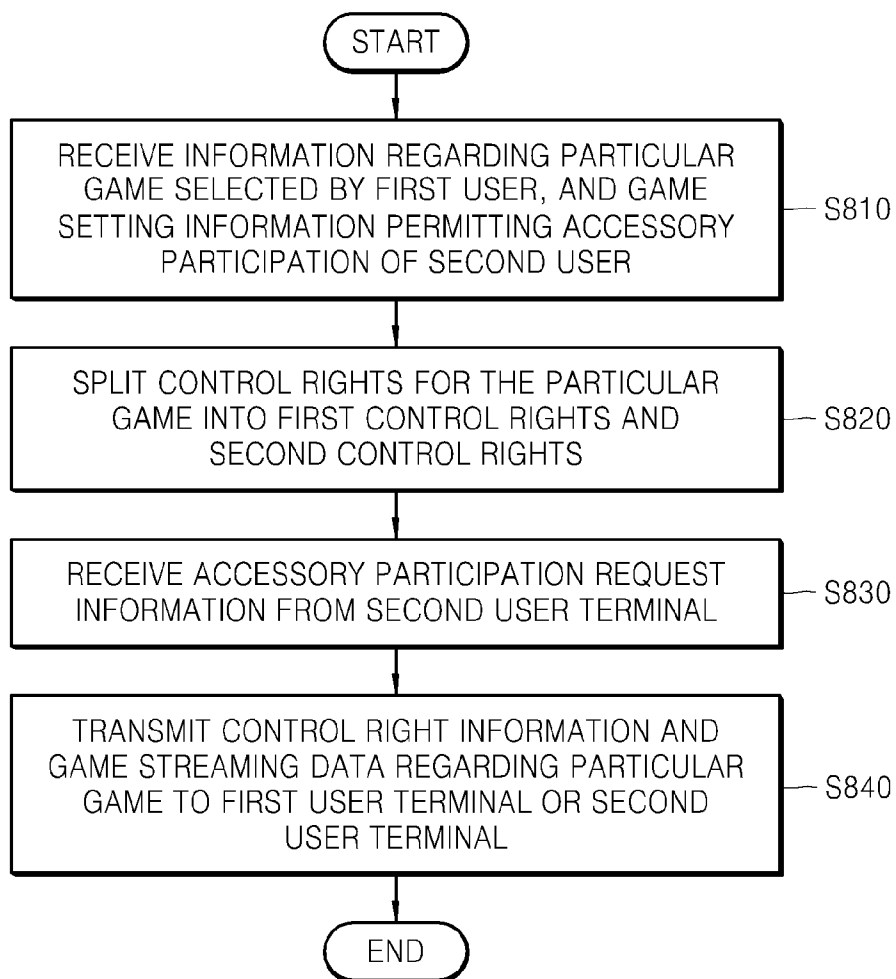 START
RECEIVE INFORMATION REGARDING PARTICULAR
GAME SELECTED BY FIRST USER, AND GAME
SETTING INFORMATION PERMITTING ACCESSORY
PARTICIPATION OF SECOND USER
S810
SPLIT CONTROL RIGHTS FOR THE PARTICULAR
GAME INTO FIRST CONTROL RIGHTS AND
SECOND CONTROL RIGHTS
S820
RECEIVE ACCESSORY PARTICIPATION REQUEST
INFORMATION FROM SECOND USER TERMINAL
S830
TRANSMIT CONTROL RIGHT INFORMATION AND
GAME STREAMING DATA REGARDING PARTICULAR
GAME TO FIRST USER TERMINAL OR SECOND
USER TERMINAL
S840
END